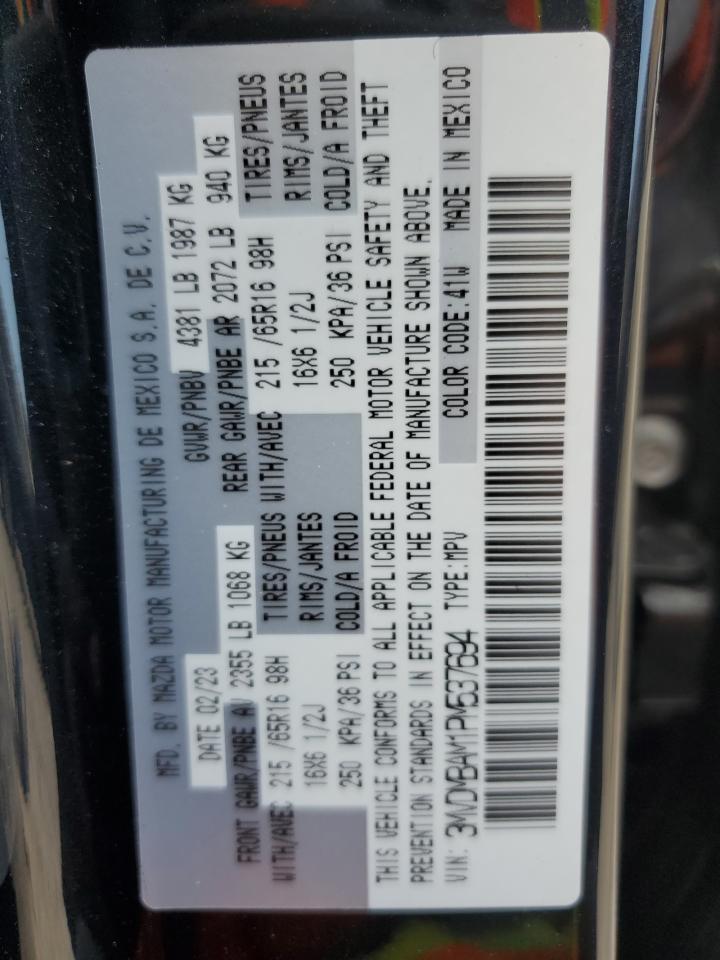 MFD. BY MAZDA MOTOR MANUFACTURING DE MEXICO S.A. DE C.V.
DATE 02/23 GVWR/PNBV 4381 LB 1987 KG
FRONT GAWR/PNBE AV 2355 LB 1068 KG REAR GAWR/PNBE AR 2072 LB 940 KG
WITH/AVEC 215 /65R16 98H TIRES/PNEUS WITH/AVEC 215 /65R16 98H TIRES/PNEUS
16X6 1/2J RIMS/JANTES 16X6 1/2J RIMS/JANTES
250 KPA/36 PSI COLD/A FROID 250 KPA/36 PSI COLD/A FROID
THIS VEHICLE CONFORMS TO ALL APPLICABLE FEDERAL MOTOR VEHICLE SAFETY AND THEFT
PREVENTION STANDARDS IN EFFECT ON THE DATE OF MANUFACTURE SHOWN ABOVE.
VIN: 3MVDMBAM1PM537694 TYPE:MPV COLOR CODE:41W MADE IN MEXICO